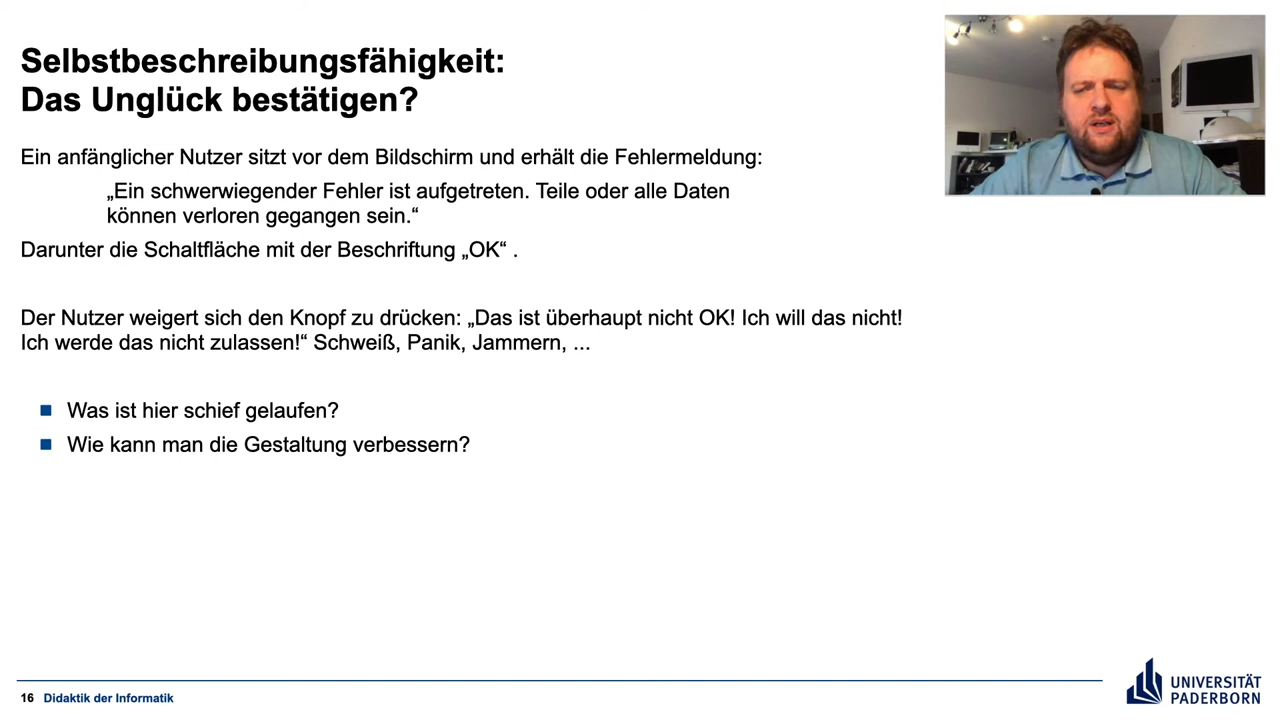 Selbstbeschreibungsfähigkeit:
Das Unglück bestätigen?
Ein anfänglicher Nutzer sitzt vor dem Bildschirm und erhält die Fehlermeldung:
„Ein schwerwiegender Fehler ist aufgetreten. Teile oder alle Daten
können verloren gegangen sein.“
Darunter die Schaltfläche mit der Beschriftung „OK“ .
Der Nutzer weigert sich den Knopf zu drücken: „Das ist überhaupt nicht OK! Ich will das nicht!
Ich werde das nicht zulassen!“ Schweiß, Panik, Jammern, ...
■ Was ist hier schief gelaufen?
■ Wie kann man die Gestaltung verbessern?
16 Didaktik der Informatik
UNIVERSITÄT
PADERBORN